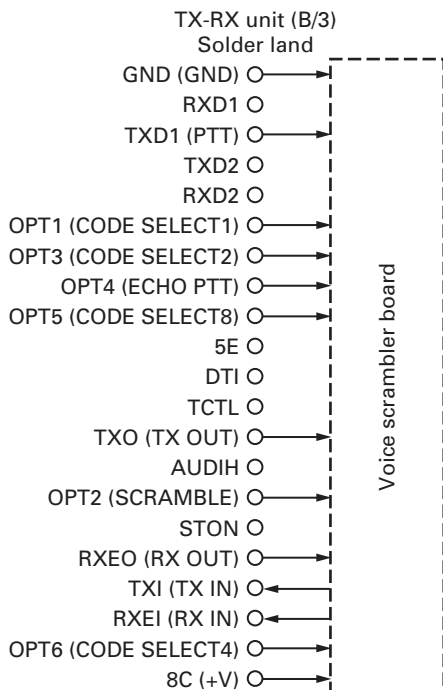 TX-RX unit (B/3)
Solder land
GND (GND)
RXD1
TXD1 (PTT)
TXD2
RXD2
OPT1 (CODE SELECT1)
OPT3 (CODE SELECT2)
OPT4 (ECHO PTT)
OPT5 (CODE SELECT8)
5E
DTI
TCTL
TXO (TX OUT)
AUDIH
OPT2 (SCRAMBLE)
STON
RXEO (RX OUT)
TXI (TX IN)
RXEI (RX IN)
OPT6 (CODE SELECT4)
8C (+V)
Voice scrambler board